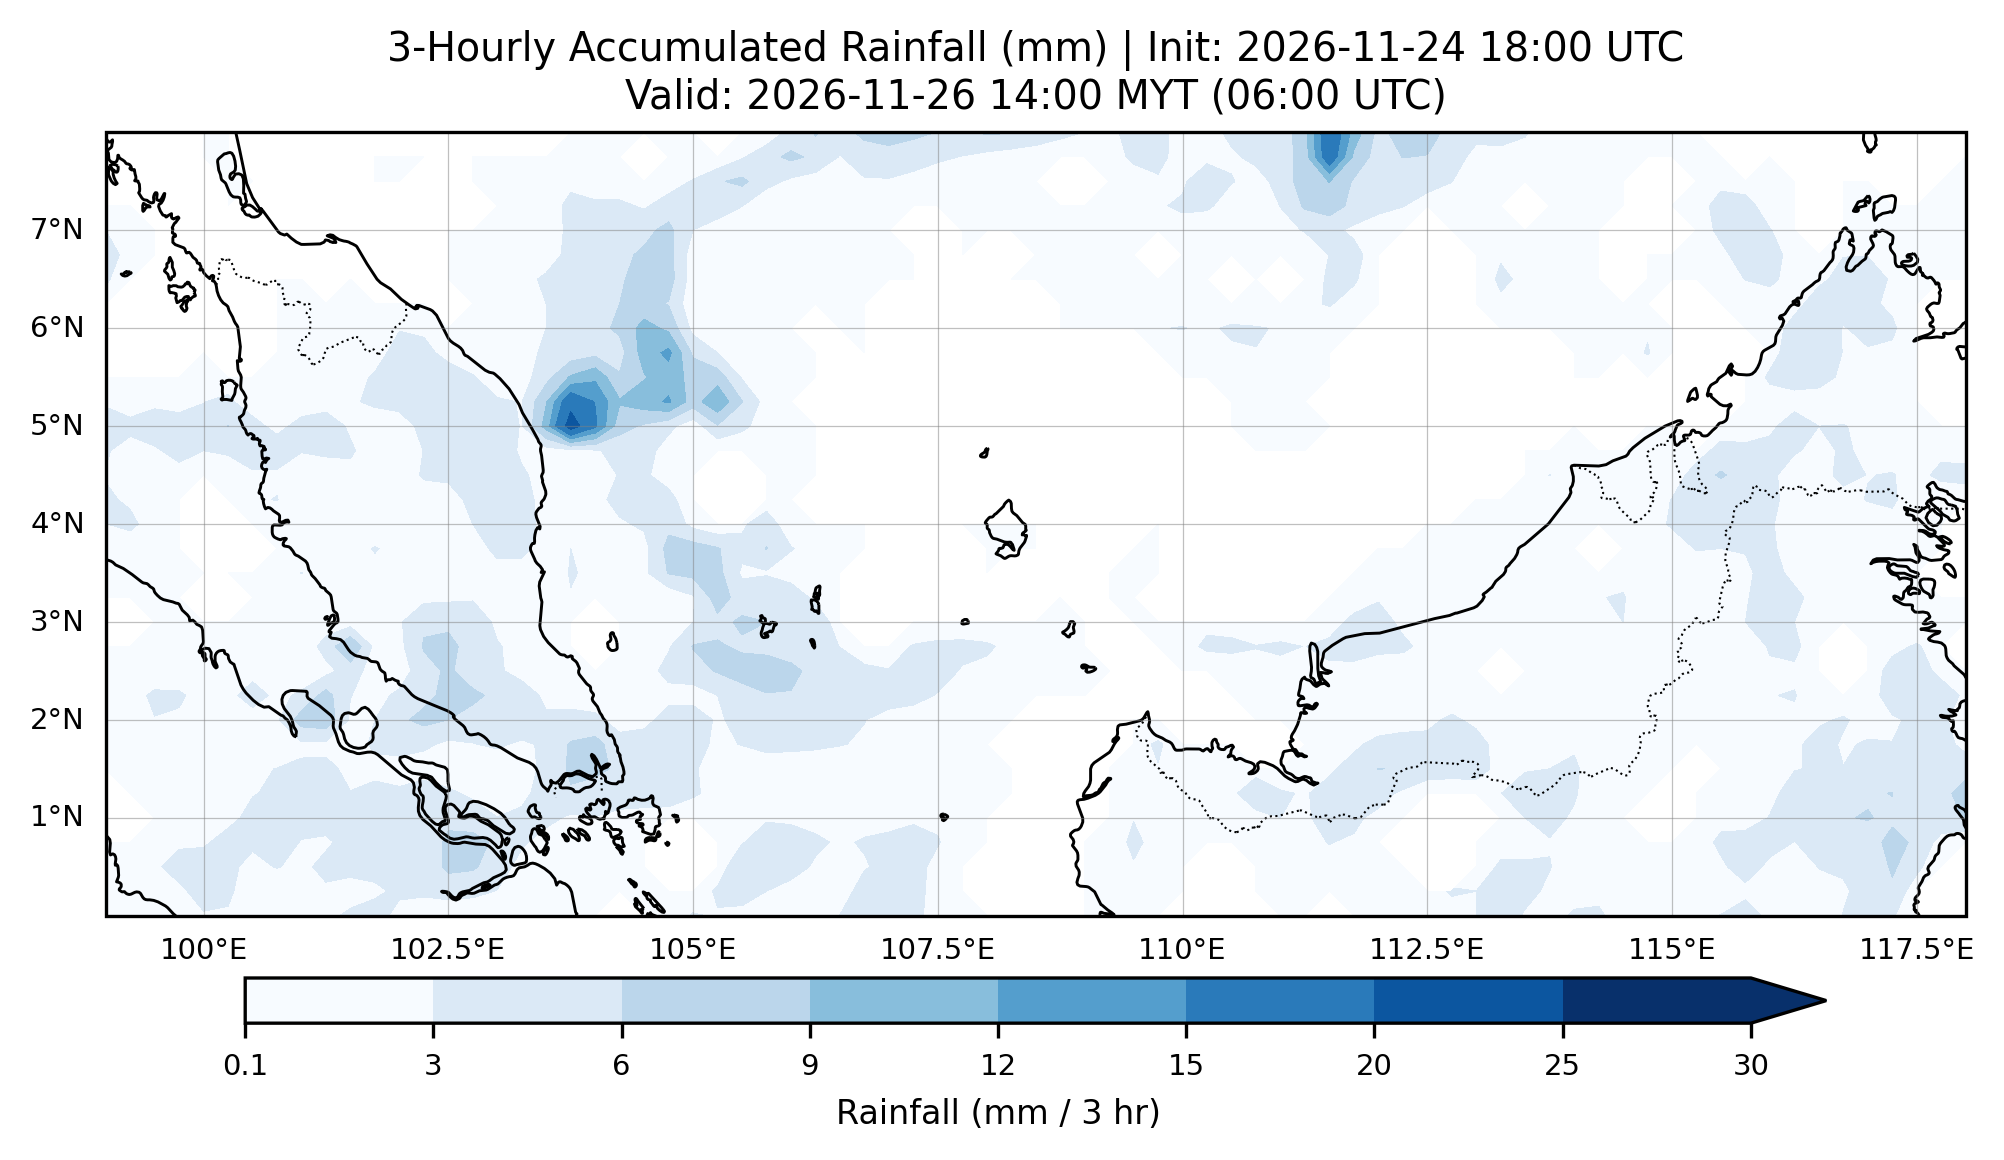 3-Hourly Accumulated Rainfall (mm) | Init: 2026-11-24 18:00 UTC
Valid: 2026-11-26 14:00 MYT (06:00 UTC)
7°N
6°N
5°N
4°N
3°N
2°N
1°N
100°E 102.5°E 105°E 107.5°E 110°E 112.5°E 115°E 117.5°E
0.1 3 6 9 12 15 20 25 30
Rainfall (mm / 3 hr)